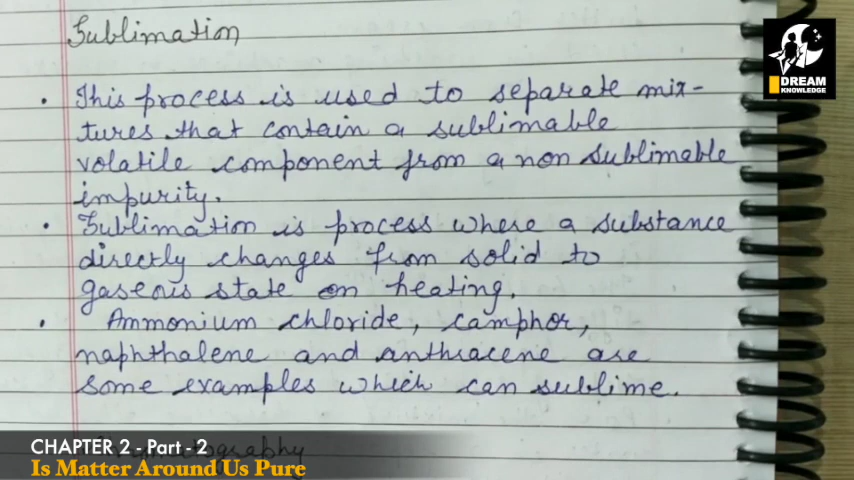 Sublimation
DREAM
KNOWLEDGE
• This process is used to separate mix-
tures that contain a sublimable
volatile component from a non sublimable
impurity.
• Sublimation is process where a substance
directly changes from solid to
gaseous state on heating.
• Ammonium chloride, camphor,
naphthalene and anthracene are
some examples which can sublime.
CHAPTER 2 - Part - 2
Is Matter Around Us Pure